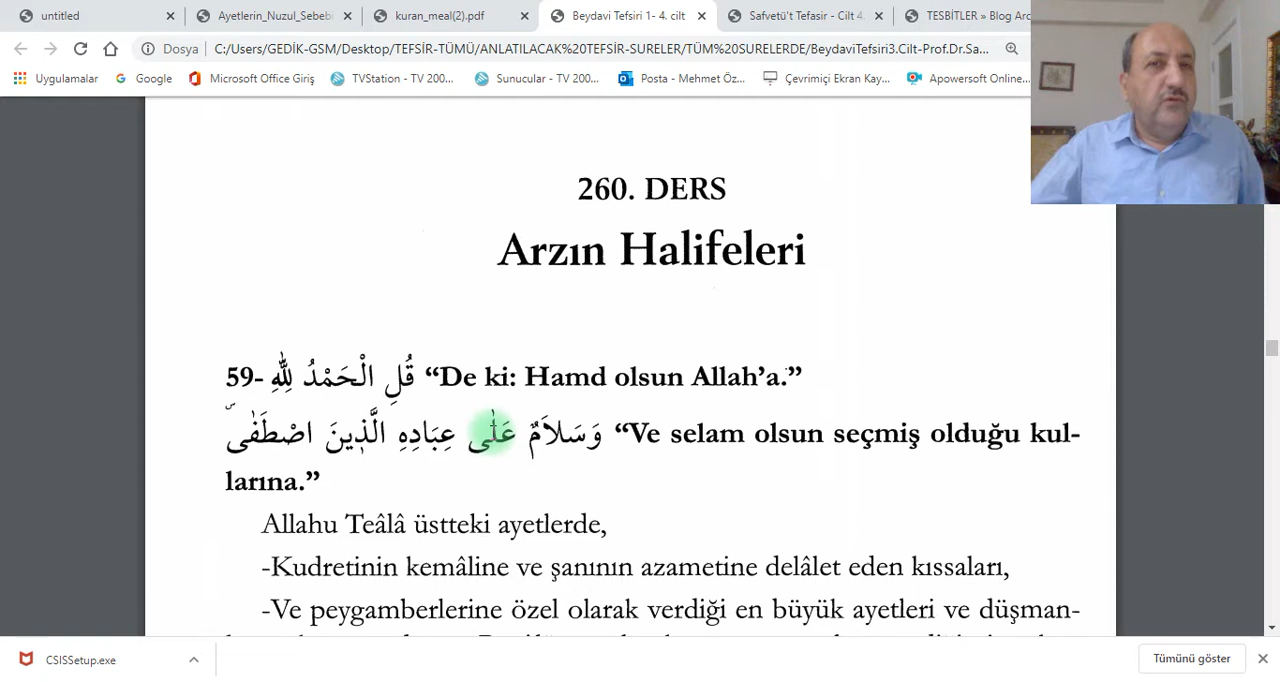 untitled
Ayetlerin_Nuzul_Sebebi
kuran_meal(2).pdf
Beydavi Tefsiri 1- 4. cilt
Safvetü't Tefasir - Cilt 4.
TESBİTLER » Blog Arc
Dosya
C:/Users/GEDİK-GSM/Desktop/TEFSİR-TÜMÜ/ANLATILACAK%20TEFSİR-SURELER/TÜM%20SURELERDE/BeydaviTefsiri3.Cilt-Prof.Dr.Sa...
Uygulamalar
Google
Microsoft Office Giriş
TVStation - TV 200...
Sunucular - TV 200...
Posta - Mehmet Öz...
Çevrimiçi Ekran Kay...
Apowersoft Online...
260. DERS
Arzın Halifeleri
59- قُلِ الْحَمْدُ لِلّٰهِ “De ki: Hamd olsun Allah’a.”
وَسَلاَمٌ عَلٰى عِبَادِهِ الَّذِينَ اصْطَفٰىۜ “Ve selam olsun seçmiş olduğu kul-
larına.”
Allahu Teâlâ üstteki ayetlerde,
-Kudretinin kemâline ve şanının azametine delâlet eden kıssaları,
-Ve peygamberlerine özel olarak verdiği en büyük ayetleri ve düşman-
CSISSetup.exe
Tümünü göster